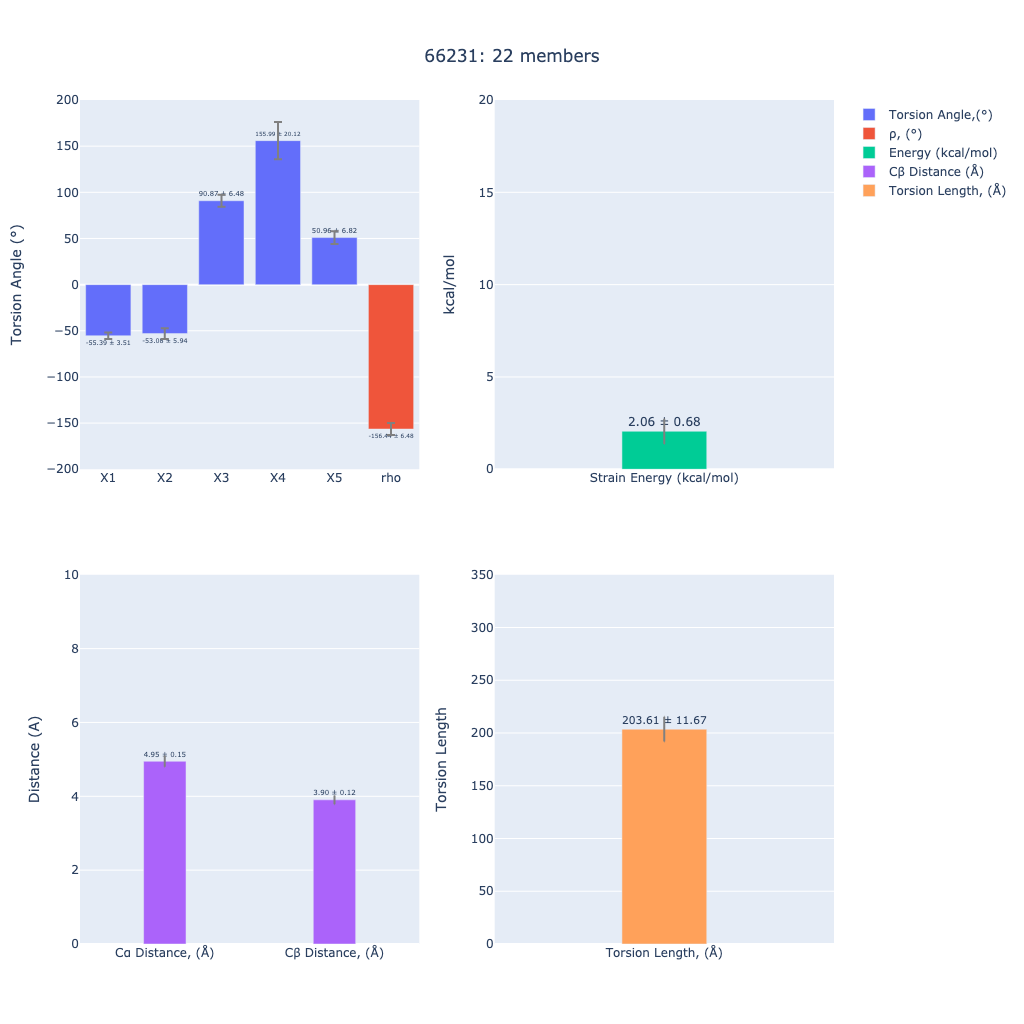 66231: 22 members
200
150
100
50
0
−50
−100
−150
−200
Torsion Angle (°)
-55.39 ± 3.51
-53.08 ± 5.94
90.87 ± 6.48
155.99 ± 20.12
50.96 ± 6.82
± 6.48
X1 X2 X3 X4 X5 rho
20
15
10
5
0
kcal/mol
2.06 ± 0.68
Strain Energy (kcal/mol)
Torsion Angle,(°)
ρ, (°)
Energy (kcal/mol)
Cβ Distance (Å)
Torsion Length, (Å)
10
8
6
4
2
0
Distance (A)
4.95 ± 0.15
3.90 ± 0.12
Cα Distance, (Å) Cβ Distance, (Å)
350
300
250
200
150
100
50
0
Torsion Length
203.61 ± 11.67
Torsion Length, (Å)